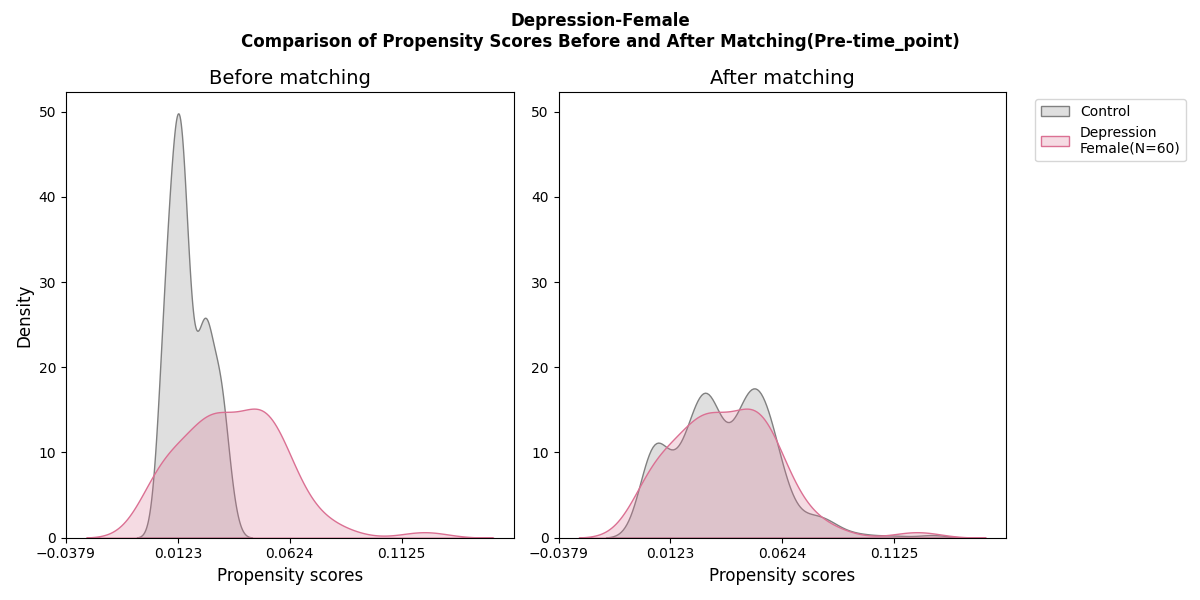 Depression-Female
Comparison of Propensity Scores Before and After Matching(Pre-time_point)
Before matching
After matching
50
40
30
20
10
0
Density
−0.0379
0.0123
0.0624
0.1125
Propensity scores
50
40
30
20
10
0
−0.0379
0.0123
0.0624
0.1125
Propensity scores
Control
Depression
Female(N=60)